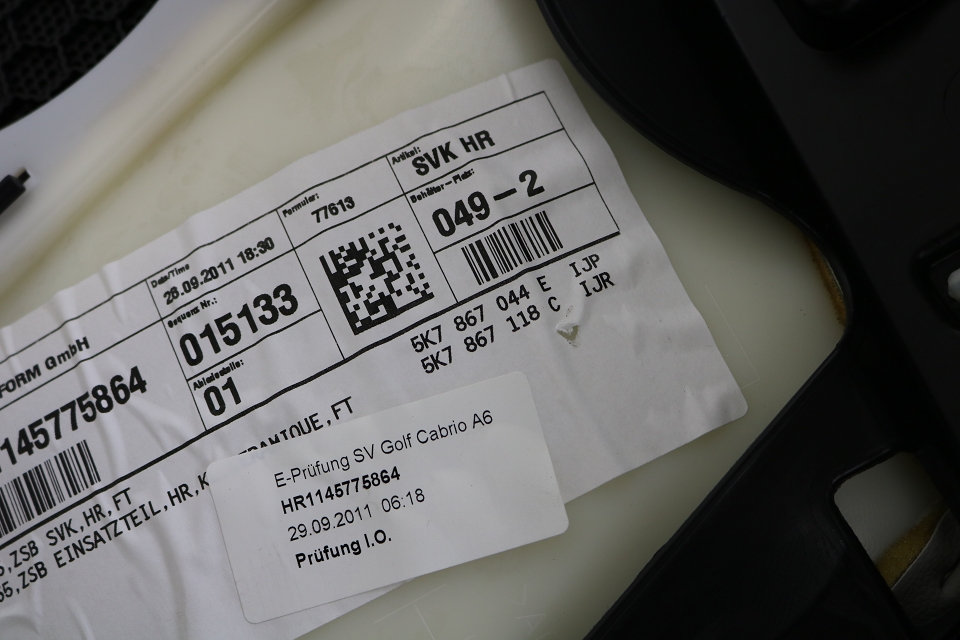 FORM GmbH
1145775864
Date/Time
28.09.2011 18:30
Sequenz Nr.:
015133
Abladestelle:
01
Formular:
77613
Artikel:
SVK HR
Behälter-Platz:
049-2
5K7 867 044 E IJP
5K7 867 118 C IJR
,ZSB SVK,HR,FT
55,ZSB EINSATZTEIL,HR,K
,FT
E-Prüfung SV Golf Cabrio A6
HR1145775864
29.09.2011 06:18
Prüfung I.O.